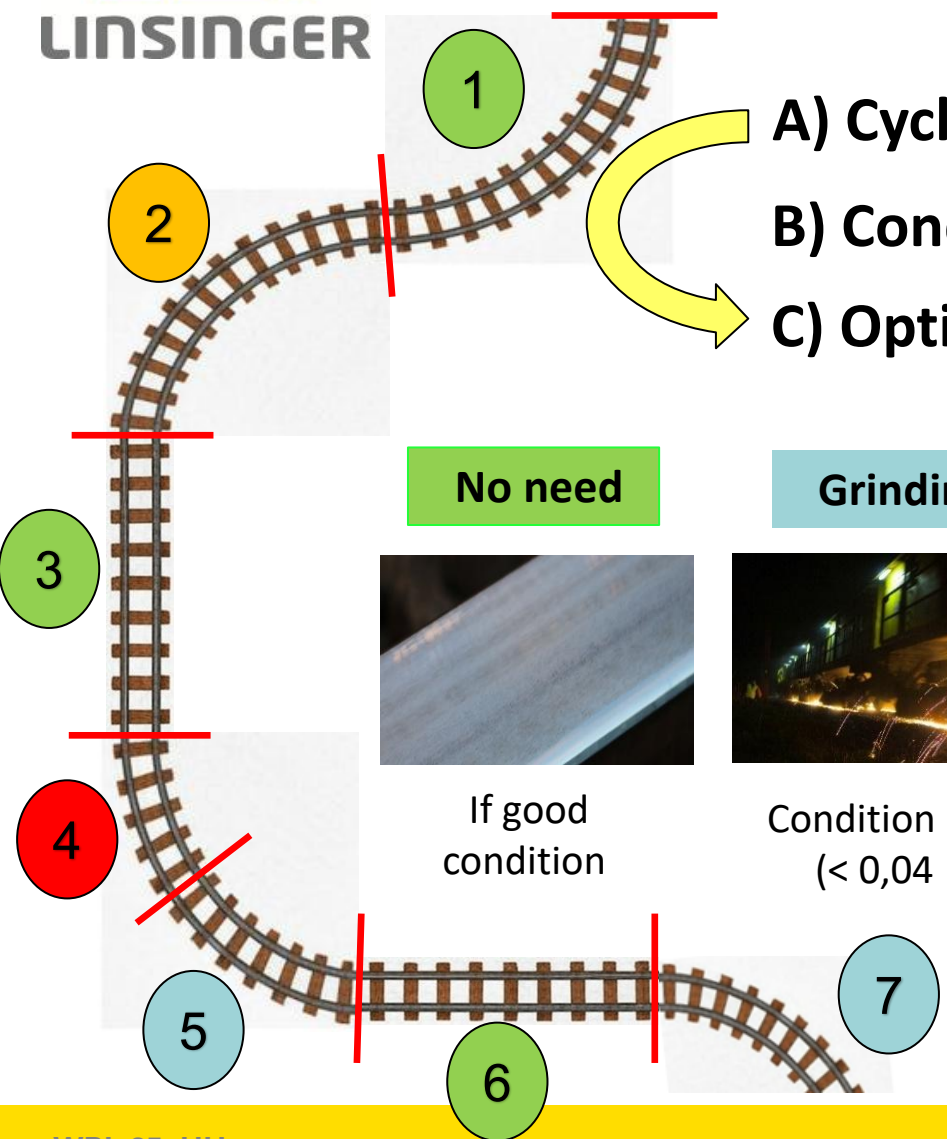 LINSINGER
1
A) Cycl
2
B) Con
C) Opti
No need
Grindin
3
If good
condition
Condition
(< 0,04
4
5
6
7